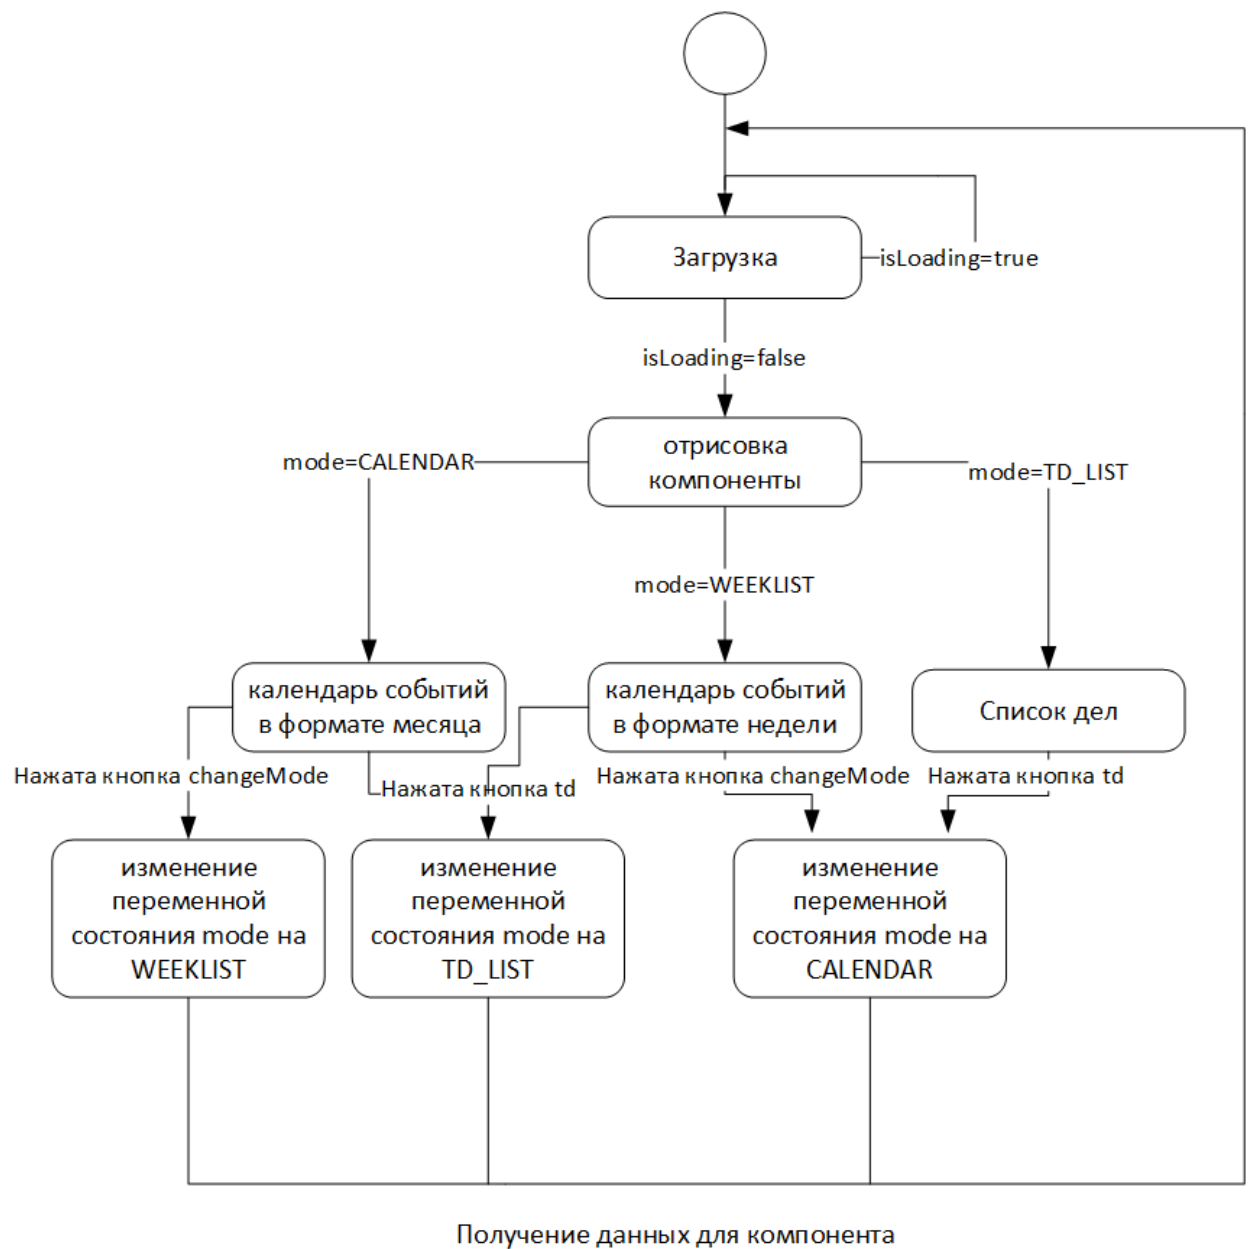 Загрузка
isLoading=true
isLoading=false
отрисовка
компоненты
mode=CALENDAR
mode=TD_LIST
mode=WEEKLIST
календарь событий
в формате месяца
календарь событий
в формате недели
Список дел
Нажата кнопка changeMode
Нажата кнопка td
Нажата кнопка changeMode
Нажата кнопка td
изменение
переменной
состояния mode на
WEEKLIST
изменение
переменной
состояния mode на
TD_LIST
изменение
переменной
состояния mode на
CALENDAR
Получение данных для компонента